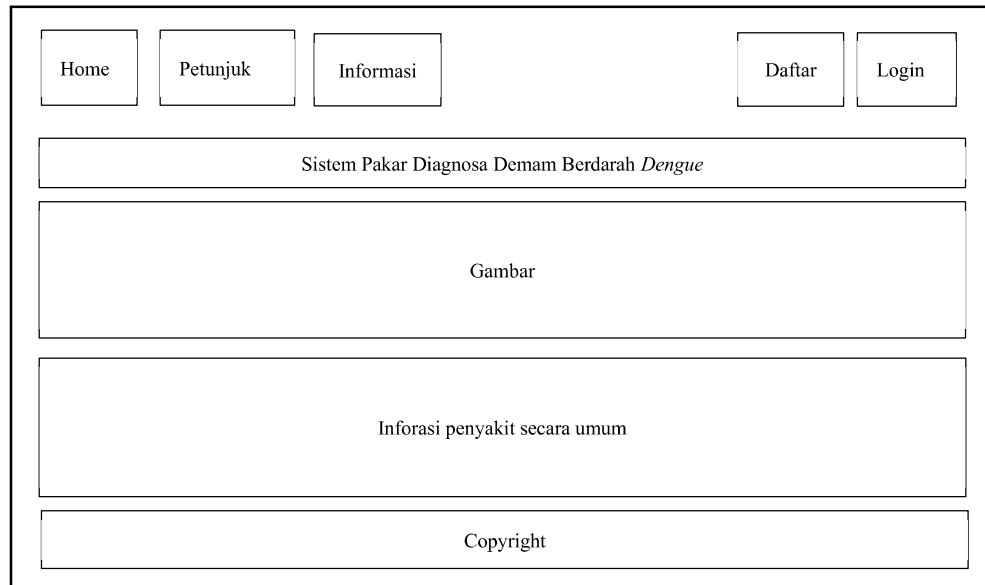 Home
Petunjuk
Informasi
Daftar
Login
Sistem Pakar Diagnosa Demam Berdarah Dengue
Gambar
Inforasi penyakit secara umum
Copyright